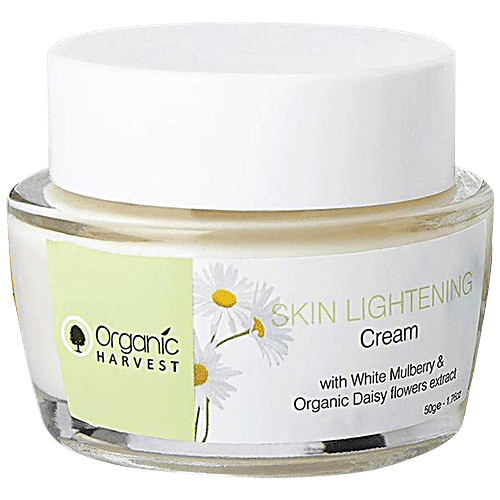 Organic
HARVEST
SKIN LIGHTENING
Cream
with White Mulberry &
Organic Daisy flowers extract
50ge - 1.76oz